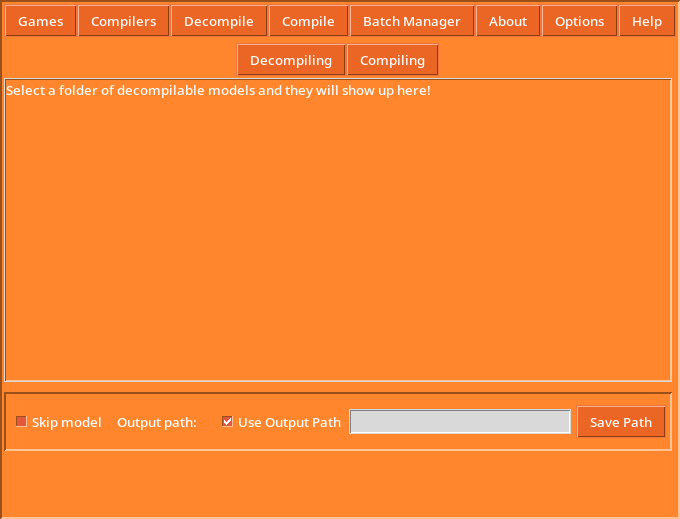 Games Compilers Decompile Compile Batch Manager About Options Help
Decompiling Compiling
Select a folder of decompilable models and they will show up here!
Skip model Output path: Use Output Path Save Path